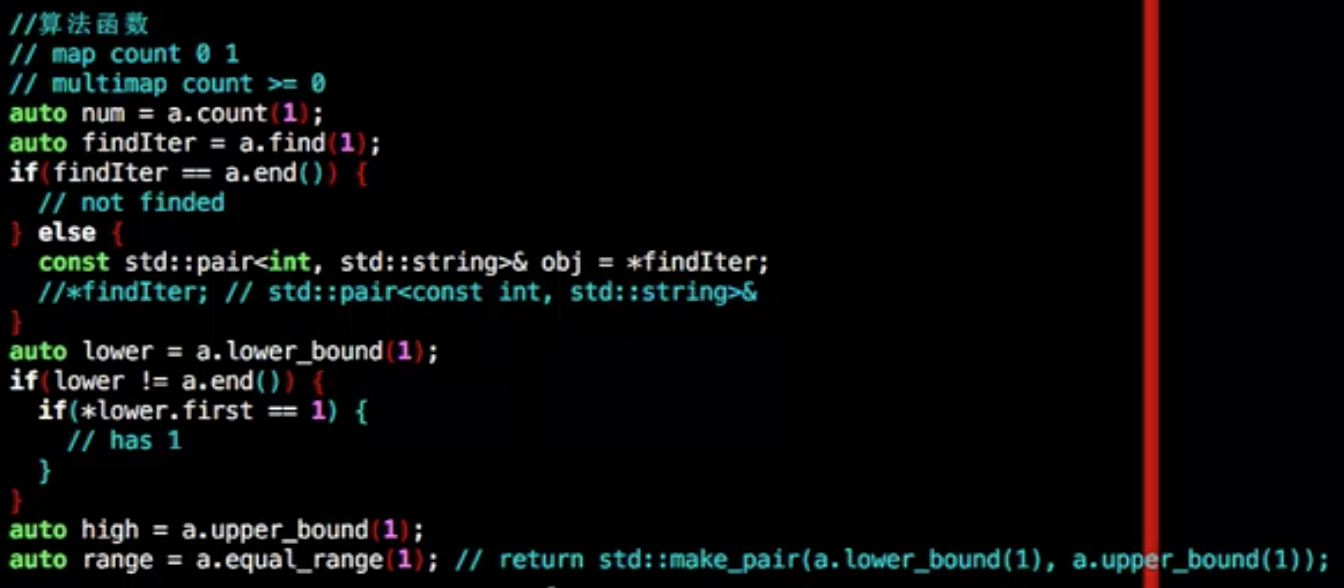 //算法函数
// map count 0 1
// multimap count >= 0
auto num = a.count(1);
auto findIter = a.find(1);
if(findIter == a.end()) {
  // not finded
} else {
  const std::pair<int, std::string>& obj = *findIter;
  //*findIter; // std::pair<const int, std::string>&
}
auto lower = a.lower_bound(1);
if(lower != a.end()) {
  if(*lower.first == 1) {
    // has 1
  }
}
auto high = a.upper_bound(1);
auto range = a.equal_range(1); // return std::make_pair(a.lower_bound(1), a.upper_bound(1));